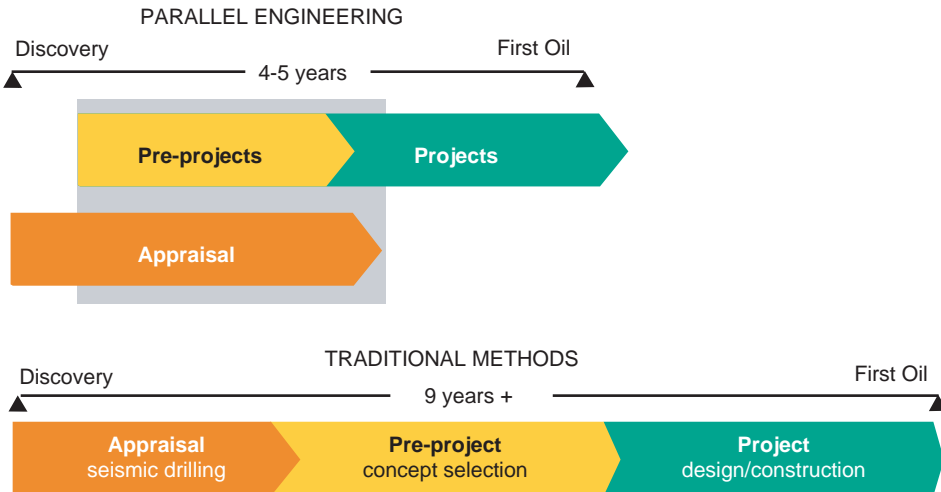 PARALLEL ENGINEERING
Discovery
First Oil
4-5 years
Pre-projects
Projects
Appraisal
TRADITIONAL METHODS
Discovery
First Oil
9 years +
Appraisal
seismic drilling
Pre-project
concept selection
Project
design/construction